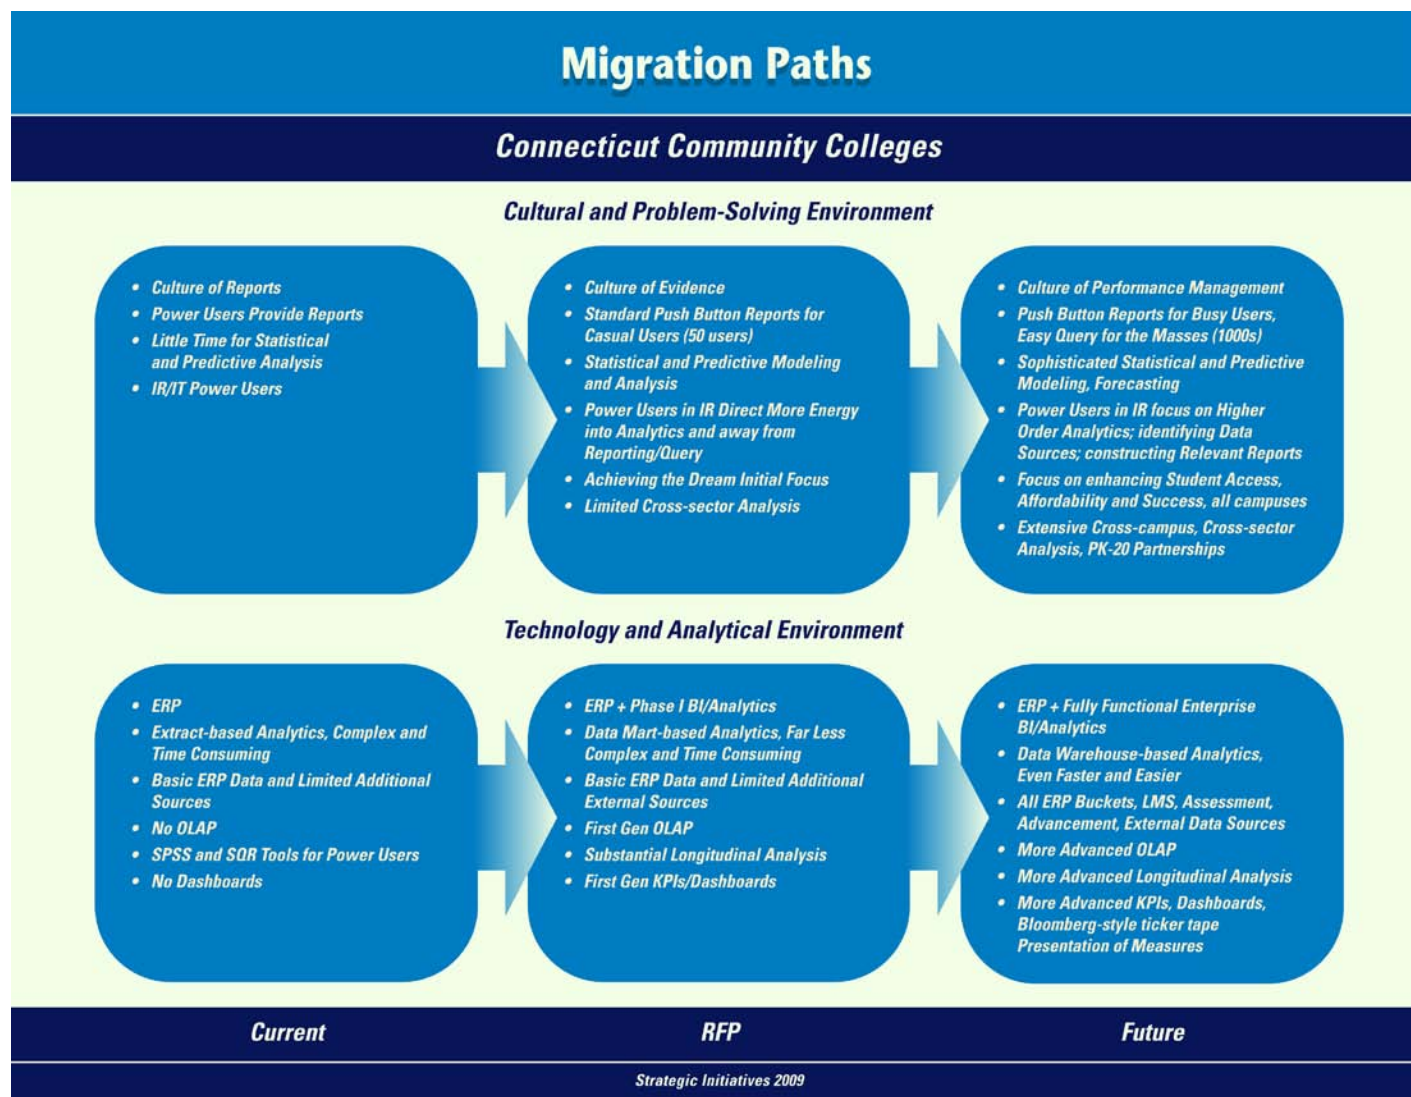 Migration Paths
Connecticut Community Colleges
Cultural and Problem-Solving Environment
• Culture of Reports
• Power Users Provide Reports
• Little Time for Statistical
and Predictive Analysis
• IR/IT Power Users
• Culture of Evidence
• Standard Push Button Reports for
Casual Users (50 users)
• Statistical and Predictive Modeling
and Analysis
• Power Users in IR Direct More Energy
into Analytics and away from
Reporting/Query
• Achieving the Dream Initial Focus
• Limited Cross-sector Analysis
• Culture of Performance Management
• Push Button Reports for Busy Users,
Easy Query for the Masses (1000s)
• Sophisticated Statistical and Predictive
Modeling, Forecasting
• Power Users in IR focus on Higher
Order Analytics; identifying Data
Sources; constructing Relevant Reports
• Focus on enhancing Student Access,
Affordability and Success, all campuses
• Extensive Cross-campus, Cross-sector
Analysis, PK-20 Partnerships
Technology and Analytical Environment
• ERP
• Extract-based Analytics, Complex and
Time Consuming
• Basic ERP Data and Limited Additional
Sources
• No OLAP
• SPSS and SQR Tools for Power Users
• No Dashboards
• ERP + Phase I BI/Analytics
• Data Mart-based Analytics, Far Less
Complex and Time Consuming
• Basic ERP Data and Limited Additional
External Sources
• First Gen OLAP
• Substantial Longitudinal Analysis
• First Gen KPIs/Dashboards
• ERP + Fully Functional Enterprise
BI/Analytics
• Data Warehouse-based Analytics,
Even Faster and Easier
• All ERP Buckets, LMS, Assessment,
Advancement, External Data Sources
• More Advanced OLAP
• More Advanced Longitudinal Analysis
• More Advanced KPIs, Dashboards,
Bloomberg-style ticker tape
Presentation of Measures
Current
RFP
Future
Strategic Initiatives 2009